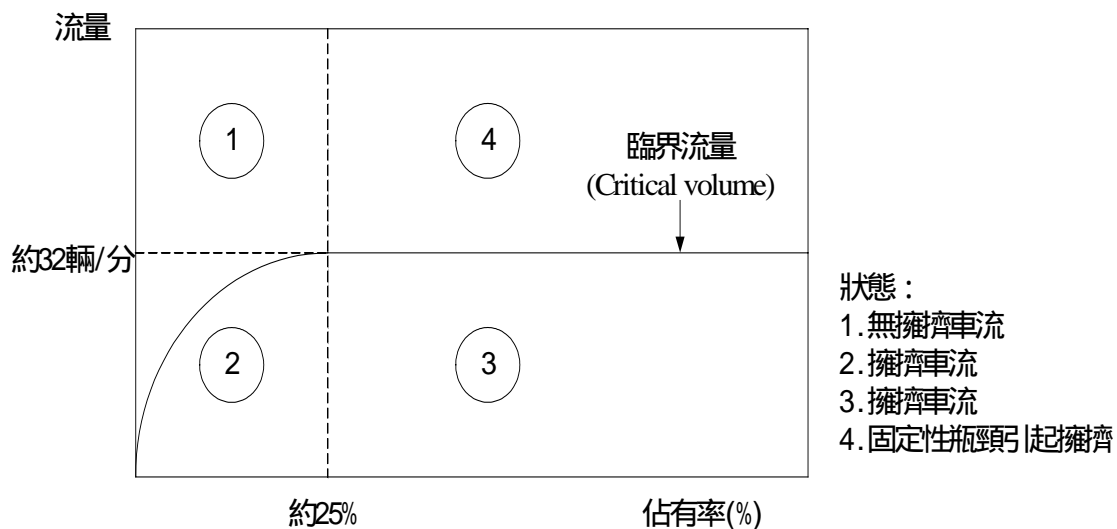 流量
1
4
臨界流量
(Critical volume)
約32輛/分
2
3
狀態：
1.無擁擠車流
2.擁擠車流
3.擁擠車流
4.固定性瓶頸引起擁擠
約25%
佔有率(%)